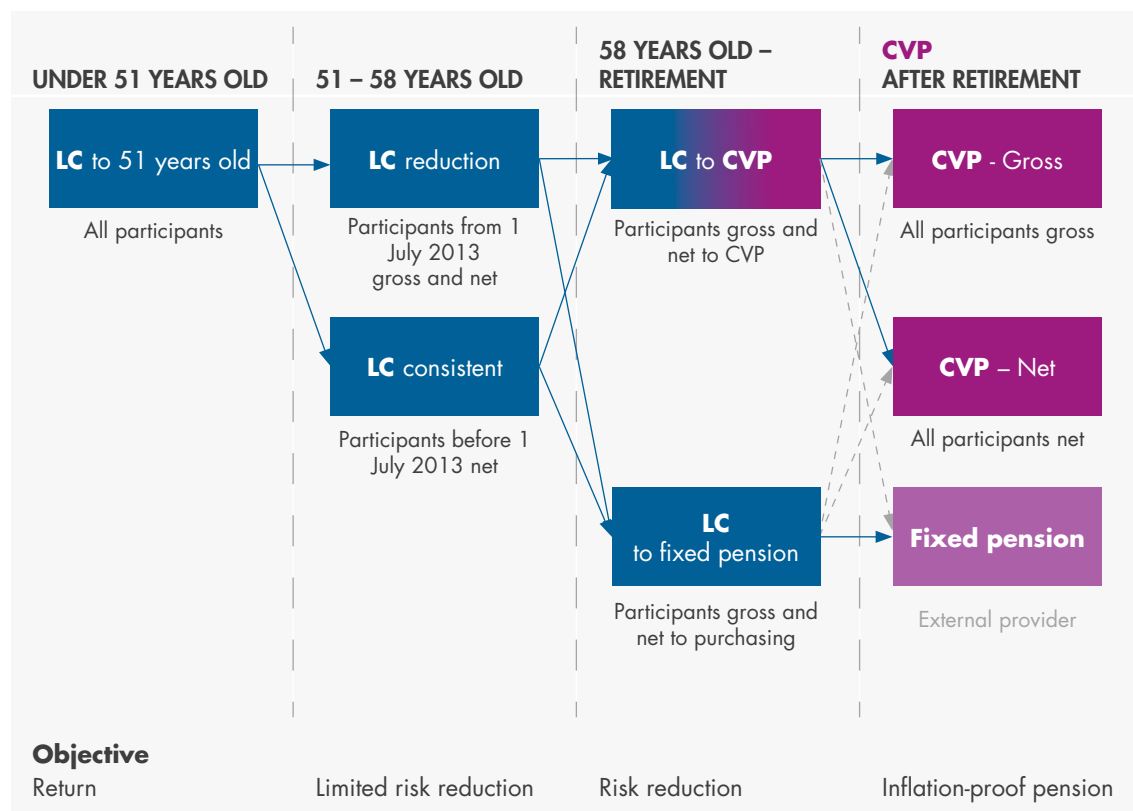 UNDER 51 YEARS OLD
51 – 58 YEARS OLD
58 YEARS OLD –
RETIREMENT
CVP
AFTER RETIREMENT
LC to 51 years old
All participants
LC reduction
Participants from 1
July 2013
gross and net
LC consistent
Participants before 1
July 2013 net
LC to CVP
Participants gross and
net to CVP
LC
to fixed pension
Participants gross and
net to purchasing
CVP - Gross
All participants gross
CVP – Net
All participants net
Fixed pension
External provider
Objective
Return
Limited risk reduction
Risk reduction
Inflation-proof pension